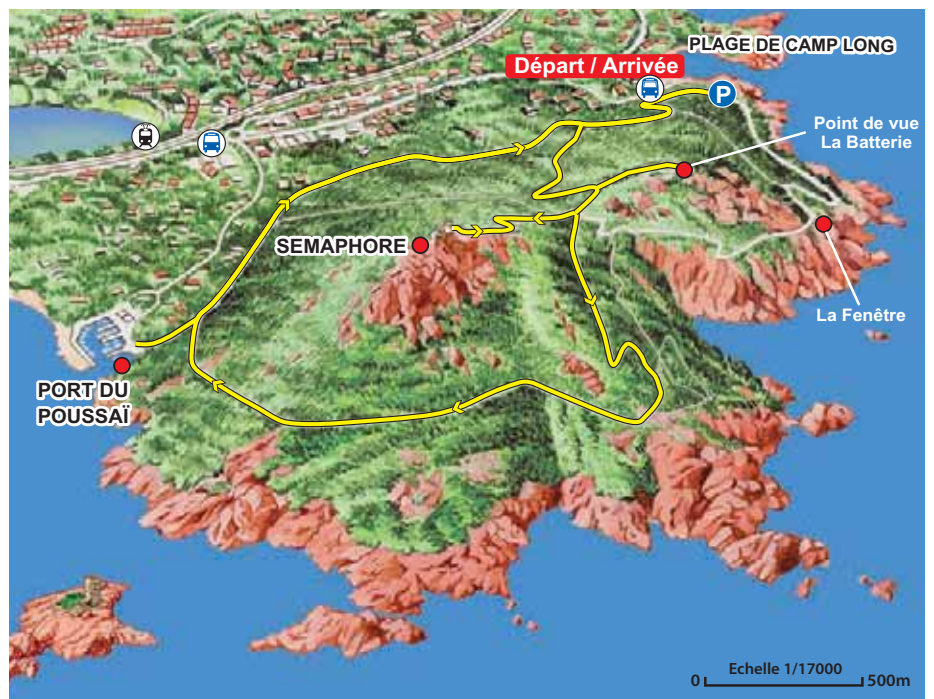 PLAGE DE CAMP LONG
Départ / Arrivée
P
Point de vue
La Batterie
SEMAPHORE
La Fenêtre
PORT DU
POUSSAÏ
Echelle 1/17000
0 500m